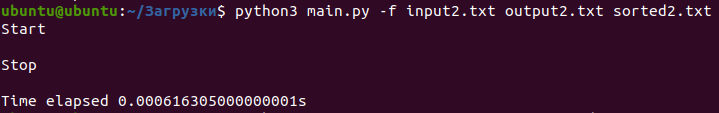 ubuntu@ubuntu:~/Загрузки$ python3 main.py -f input2.txt output2.txt sorted2.txt
Start
Stop
Time elapsed 0.000616305000000001s